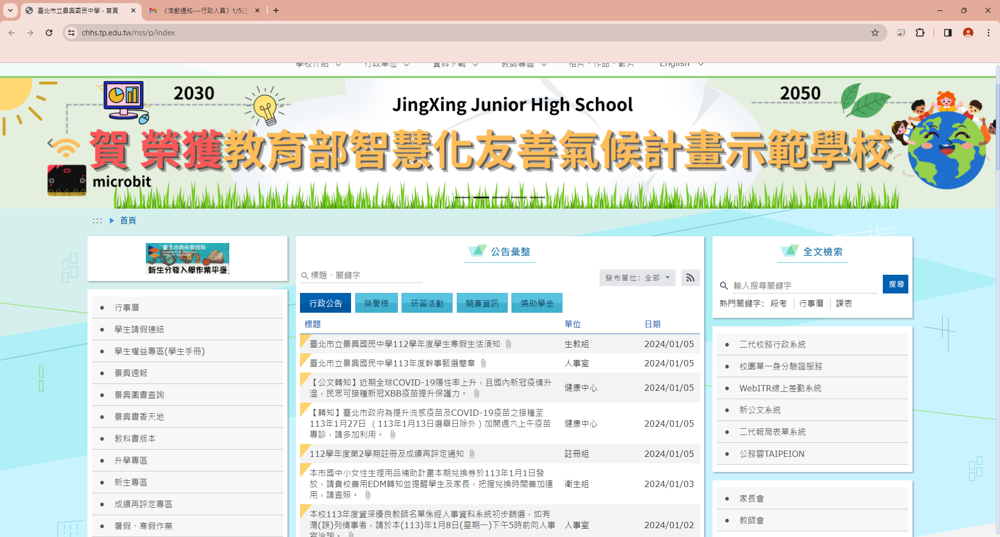 臺北市立景興國民中學 - 首頁
《活動通知---行政人員》1/5(五
chhs.tp.edu.tw/nss/p/index
學校介紹 行政單位 資料下載 教師專區 相片、作品、影片 English
2030
JingXing Junior High School
2050
賀 榮獲教育部智慧化友善氣候計畫示範學校
microbit
::: 首頁
臺北市政府教育局
新生分發入學作業平臺
行事曆
學生請假連結
學生權益專區(學生手冊)
景興週報
景興圖書查詢
景興書香天地
教科書版本
升學專區
新生專區
成績再評定專區
暑假、寒假作業
公告彙整
標題、關鍵字
發布單位: 全部
行政公告 榮譽榜 研習活動 競賽資訊 獎助學金
標題 單位 日期
臺北市立景興國民中學112學年度學生寒假生活須知 生教組 2024/01/05
臺北市立景興國民中學113年度幹事甄選簡章 人事室 2024/01/05
【公文轉知】近期全球COVID-19陽性率上升，且國內新冠疫情升
溫，民眾可接種新冠XBB疫苗提升保護力。 健康中心 2024/01/05
【轉知】臺北市政府為提升流感疫苗及COVID-19疫苗之接種至
113年1月27日 （113年1月13日選舉日除外）加開週六上午疫苗
專診，請多加利用。 健康中心 2024/01/05
112學年度第2學期註冊及成績再評定通知 註冊組 2024/01/05
本市國中小女性生理用品補助計畫本期兌換券於113年1月1日發
放，請貴校善用EDM轉知並提醒學生及家長，把握兌換時間善加運
用，請查照。 衛生組 2024/01/03
本校113年度資深優良教師名單係經人事資料系統初步篩選，如有
漏(誤)列情事者，請於本(113)年1月8日(星期一)下午5時前向人事
室洽詢。 人事室 2024/01/02
全文檢索
輸入搜尋關鍵字 搜尋
熱門關鍵字: 段考 行事曆 課表
二代校務行政系統
校園單一身分驗證服務
WebITR線上差勤系統
新公文系統
二代報局表單系統
公務雲TAIPEION
家長會
教師會